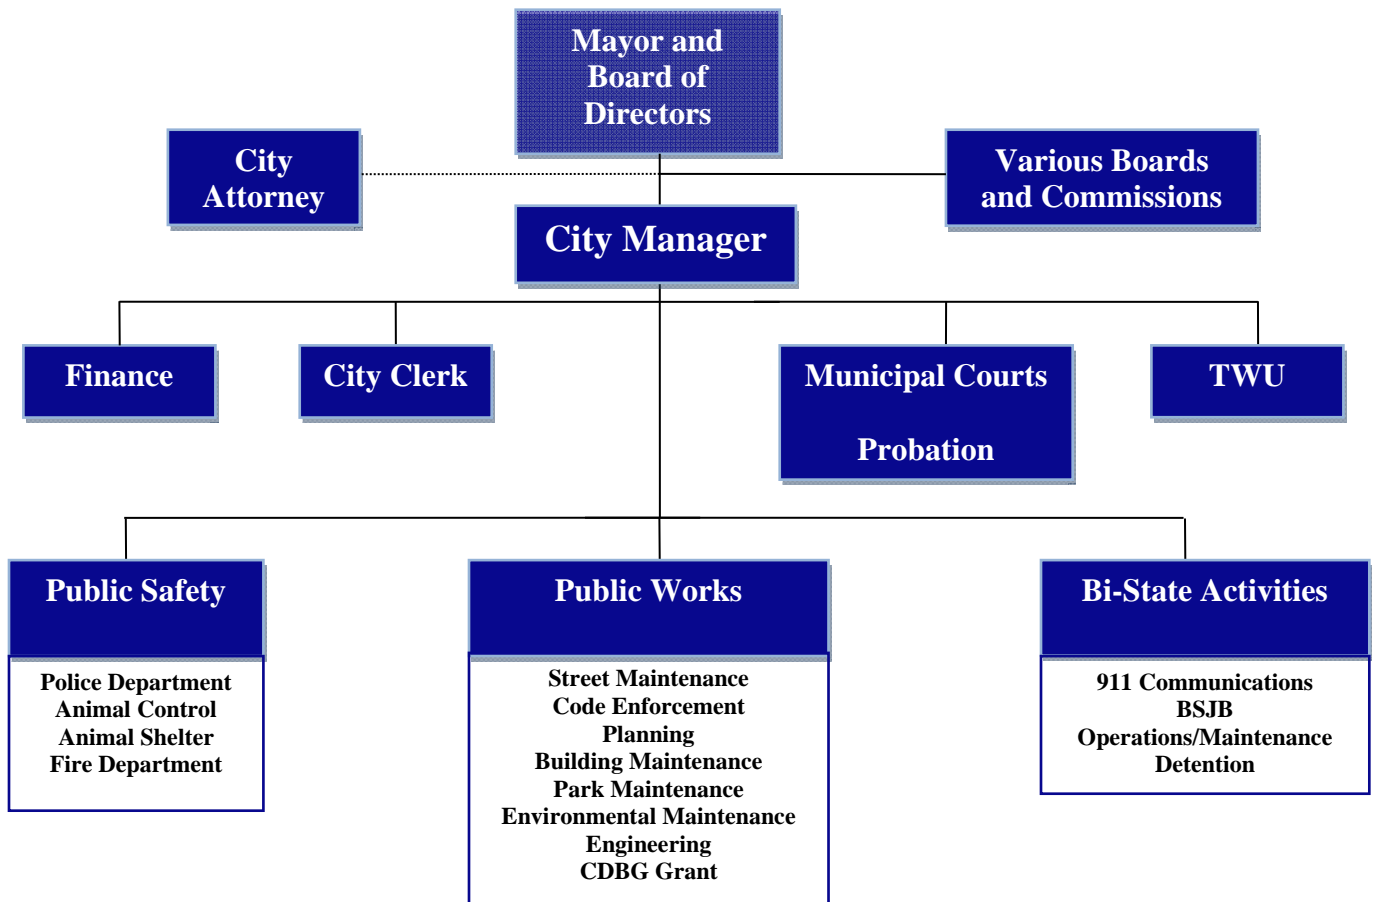 Mayor and
Board of
Directors
City
Attorney
Various Boards
and Commissions
City Manager
Finance
City Clerk
Municipal Courts
Probation
TWU
Public Safety
Police Department
Animal Control
Animal Shelter
Fire Department
Public Works
Street Maintenance
Code Enforcement
Planning
Building Maintenance
Park Maintenance
Environmental Maintenance
Engineering
CDBG Grant
Bi-State Activities
911 Communications
BSJB
Operations/Maintenance
Detention